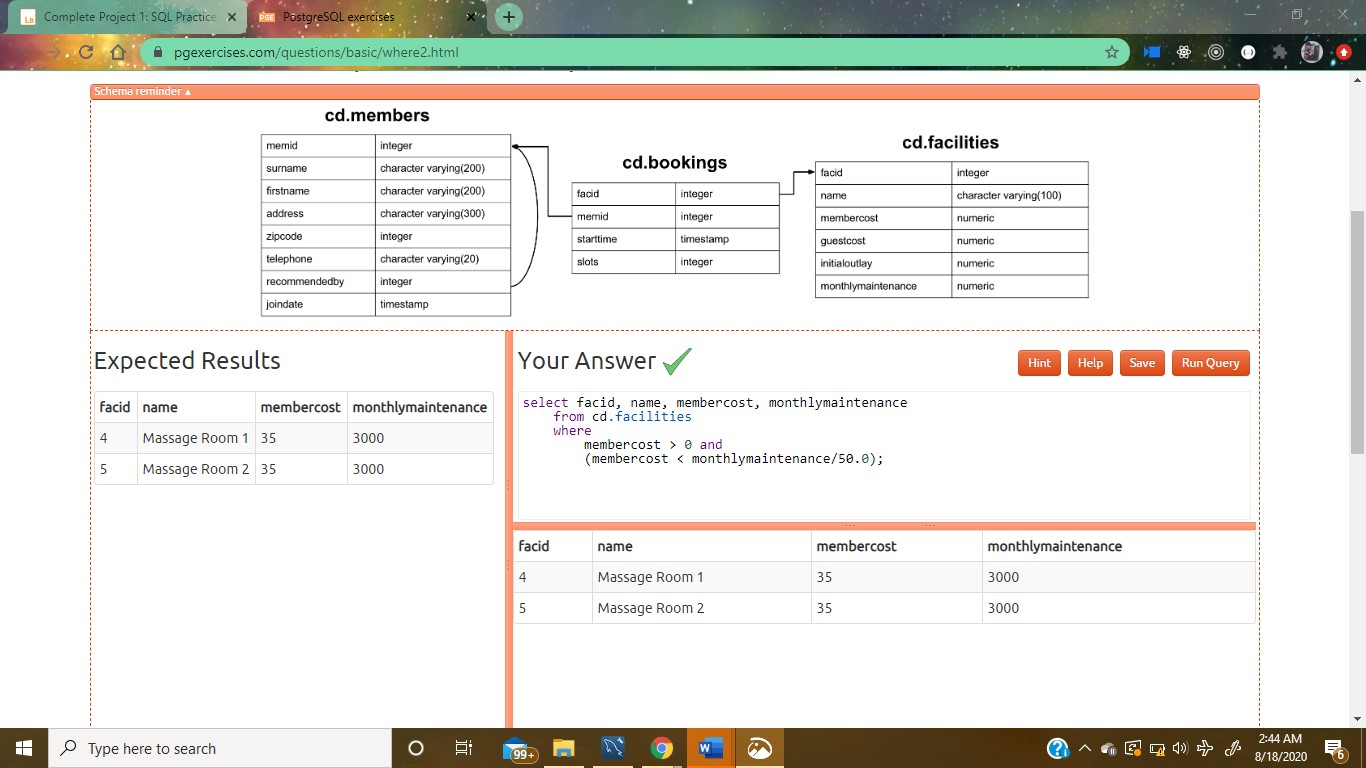 Complete Project 1: SQL Practice
PGE PostgreSQL exercises
pgexercises.com/questions/basic/where2.html
Schema reminder ▲
cd.members
memid integer
surname character varying(200)
firstname character varying(200)
address character varying(300)
zipcode integer
telephone character varying(20)
recommendedby integer
joindate timestamp
cd.bookings
facid integer
memid integer
starttime timestamp
slots integer
cd.facilities
facid integer
name character varying(100)
membercost numeric
guestcost numeric
initialoutlay numeric
monthlymaintenance numeric
Expected Results
facid name membercost monthlymaintenance
4 Massage Room 1 35 3000
5 Massage Room 2 35 3000
Your Answer
Hint Help Save Run Query
select facid, name, membercost, monthlymaintenance
from cd.facilities
where
membercost > 0 and
(membercost < monthlymaintenance/50.0);
facid name membercost monthlymaintenance
4 Massage Room 1 35 3000
5 Massage Room 2 35 3000
Type here to search
99+
2:44 AM
8/18/2020
6